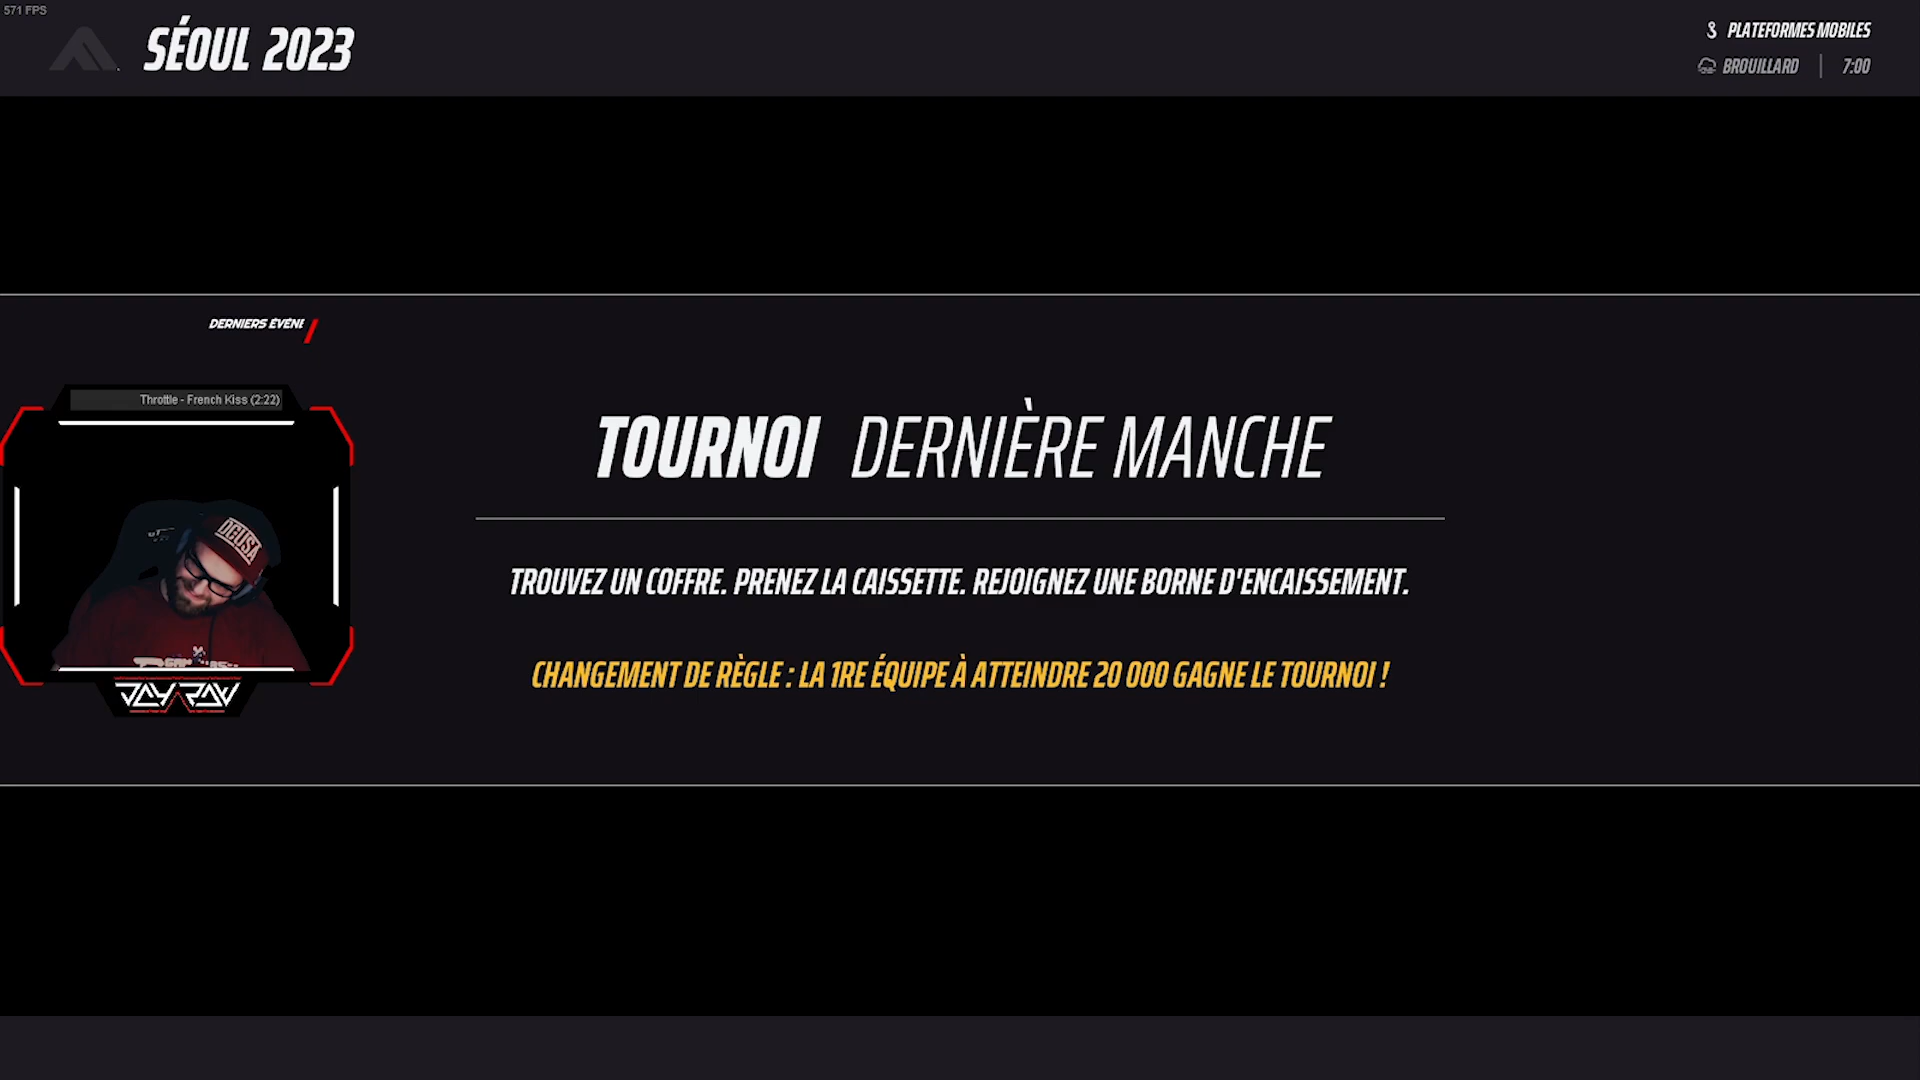 571 FPS
SÉOUL 2023
PLATEFORMES MOBILES
BROUILLARD | 7:00
DERNIERS ÉVÉNE
Throttle - French Kiss (2:22)
TOURNOI DERNIÈRE MANCHE
TROUVEZ UN COFFRE. PRENEZ LA CAISSETTE. REJOIGNEZ UNE BORNE D'ENCAISSEMENT.
DCUSA
CHANGEMENT DE RÈGLE : LA 1RE ÉQUIPE À ATTEINDRE 20 000 GAGNE LE TOURNOI !